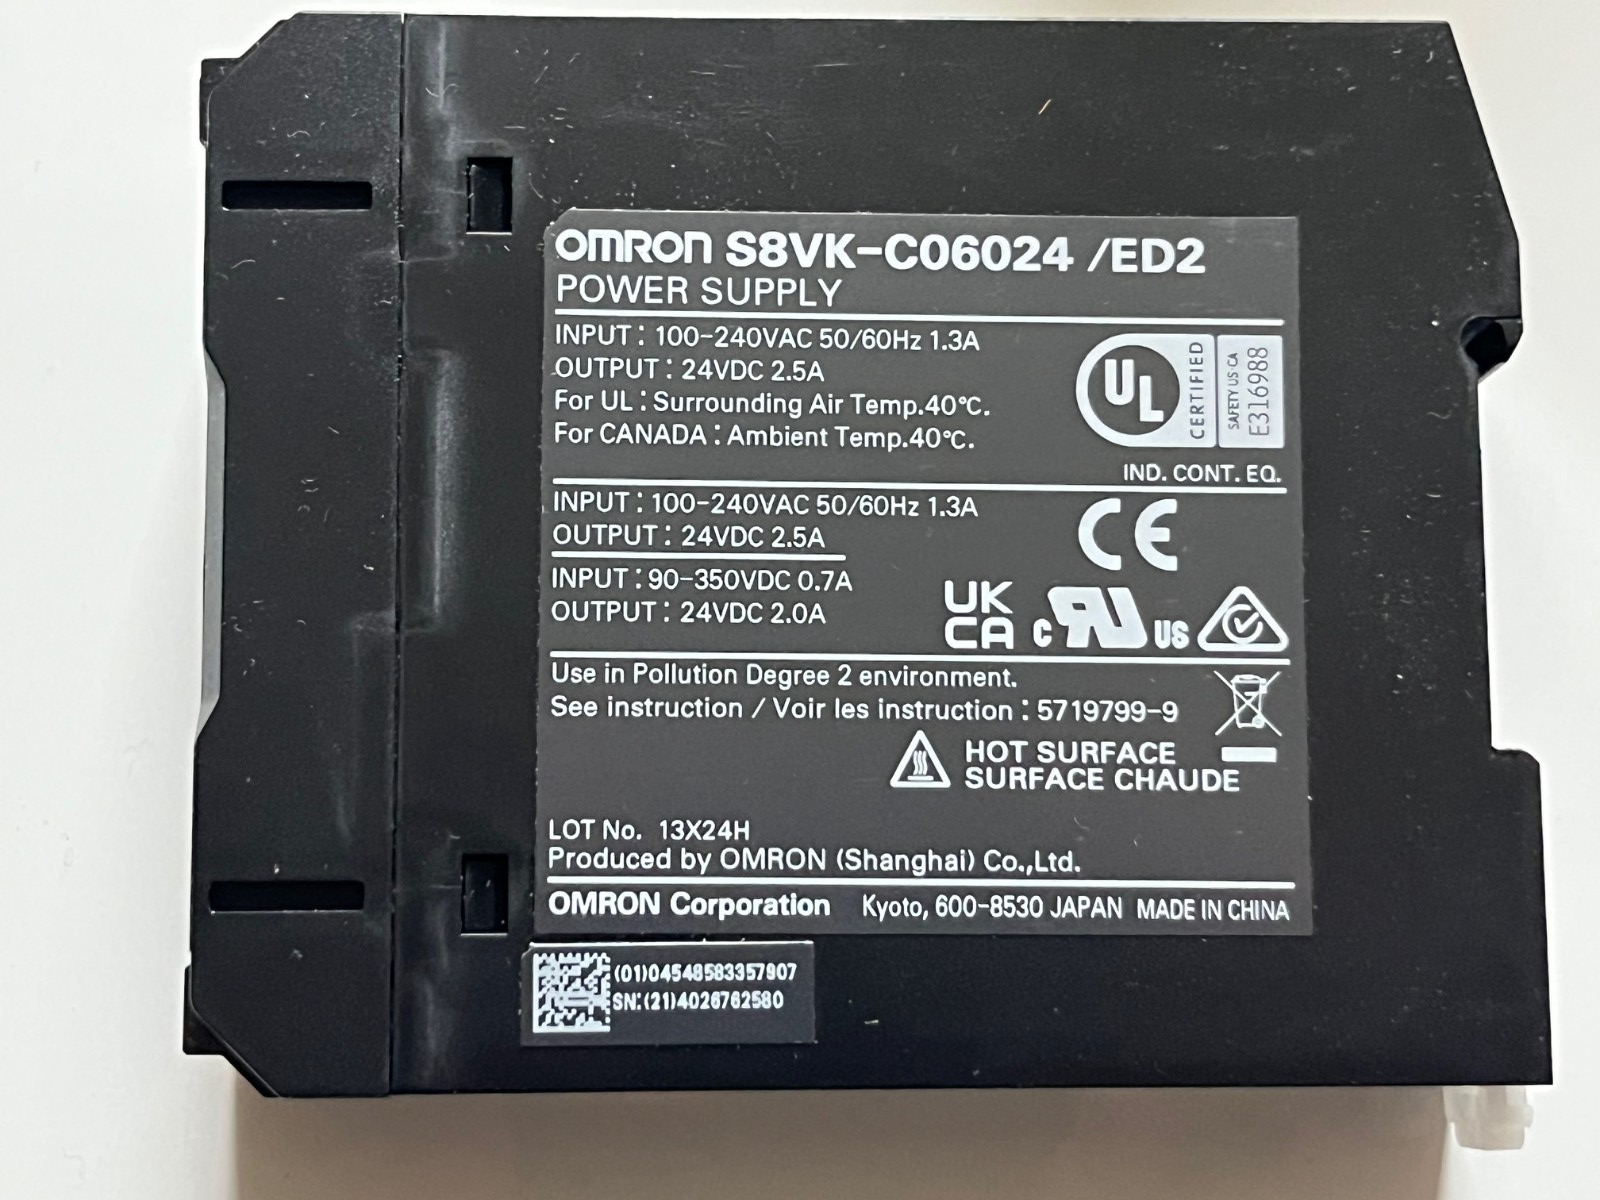 OMRON S8VK-C06024 /ED2
POWER SUPPLY
INPUT : 100-240VAC 50/60Hz 1.3A
OUTPUT : 24VDC 2.5A
For UL : Surrounding Air Temp.40℃.
For CANADA : Ambient Temp.40℃.
UL CERTIFIED
SAFETY US CA
E316988
IND. CONT. EQ.
INPUT : 100-240VAC 50/60Hz 1.3A
OUTPUT : 24VDC 2.5A
CE
INPUT : 90-350VDC 0.7A
OUTPUT : 24VDC 2.0A
UK
CA
c RU US
Use in Pollution Degree 2 environment.
See instruction / Voir les instruction : 5719799-9
HOT SURFACE
SURFACE CHAUDE
LOT No. 13X24H
Produced by OMRON (Shanghai) Co.,Ltd.
OMRON Corporation Kyoto, 600-8530 JAPAN MADE IN CHINA
(01)04548583357907
SN:(21)4026762580